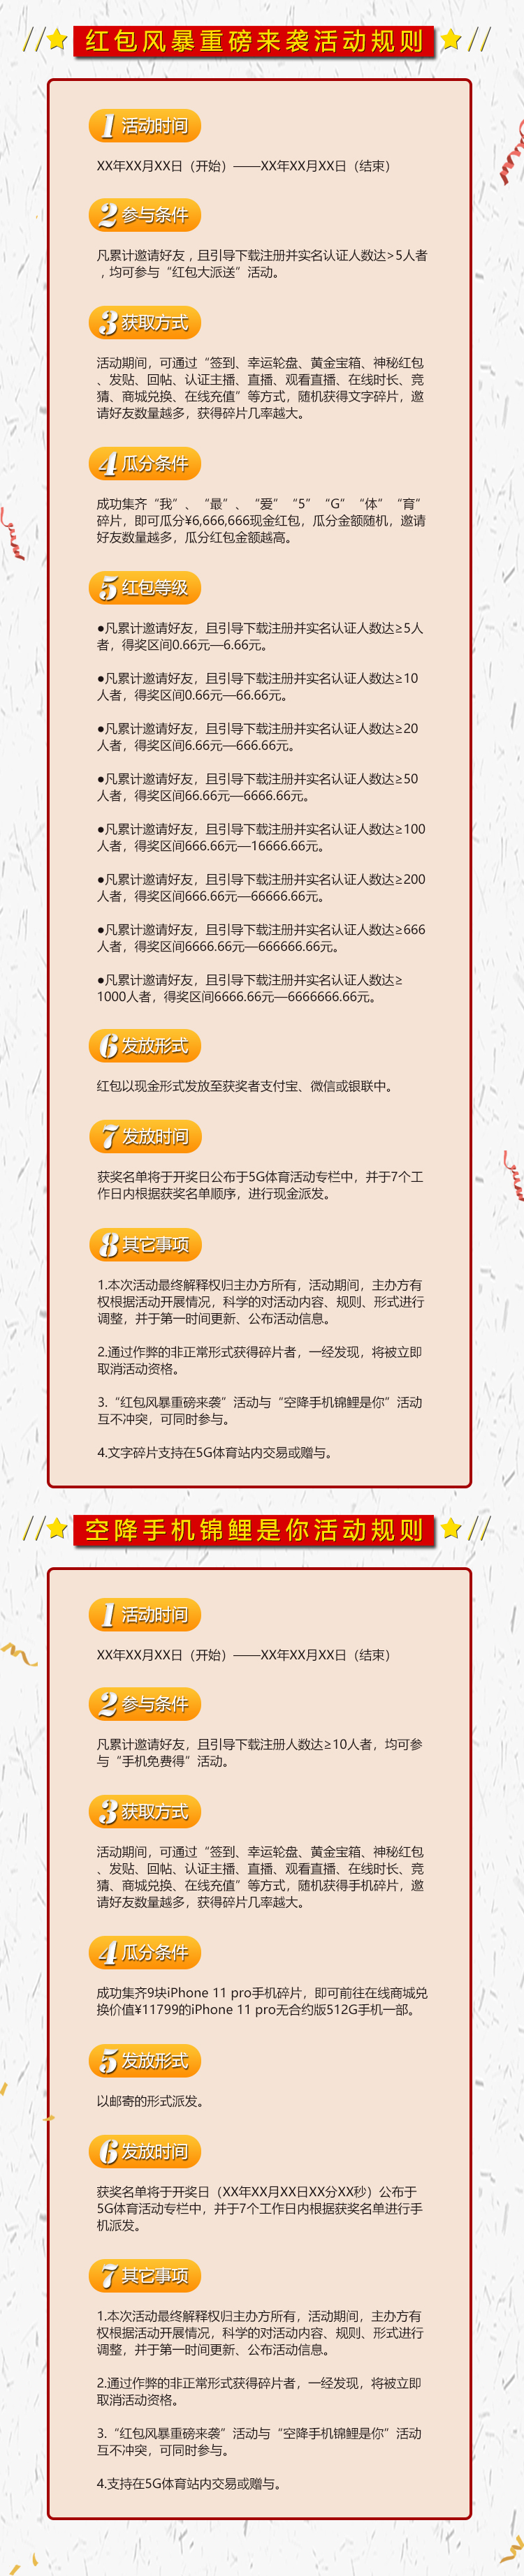 红包风暴重磅来袭活动规则
1 活动时间
XX年XX月XX日（开始）——XX年XX月XX日（结束）
2 参与条件
凡累计邀请好友，且引导下载注册并实名认证人数达>5人者
，均可参与“红包大派送”活动。
3 获取方式
活动期间，可通过“签到、幸运轮盘、黄金宝箱、神秘红包
、发贴、回帖、认证主播、直播、观看直播、在线时长、竞
猜、商城兑换、在线充值”等方式，随机获得文字碎片，邀
请好友数量越多，获得碎片几率越大。
4 瓜分条件
成功集齐“我”、“最”、“爱”“5”“G”“体”“育”
碎片，即可瓜分¥6,666,666现金红包，瓜分金额随机，邀请
好友数量越多，瓜分红包金额越高。
5 红包等级
●凡累计邀请好友，且引导下载注册并实名认证人数达≥5人
者，得奖区间0.66元—6.66元。
●凡累计邀请好友，且引导下载注册并实名认证人数达≥10
人者，得奖区间0.66元—66.66元。
●凡累计邀请好友，且引导下载注册并实名认证人数达≥20
人者，得奖区间6.66元—666.66元。
●凡累计邀请好友，且引导下载注册并实名认证人数达≥50
人者，得奖区间66.66元—6666.66元。
●凡累计邀请好友，且引导下载注册并实名认证人数达≥100
人者，得奖区间666.66元—16666.66元。
●凡累计邀请好友，且引导下载注册并实名认证人数达≥200
人者，得奖区间666.66元—66666.66元。
●凡累计邀请好友，且引导下载注册并实名认证人数达≥666
人者，得奖区间6666.66元—666666.66元。
●凡累计邀请好友，且引导下载注册并实名认证人数达≥
1000人者，得奖区间6666.66元—6666666.66元。
6 发放形式
红包以现金形式发放至获奖者支付宝、微信或银联中。
7 发放时间
获奖名单将于开奖日公布于5G体育活动专栏中，并于7个工
作日内根据获奖名单顺序，进行现金派发。
8 其它事项
1.本次活动最终解释权归主办方所有，活动期间，主办方有
权根据活动开展情况，科学的对活动内容、规则、形式进行
调整，并于第一时间更新、公布活动信息。
2.通过作弊的非正常形式获得碎片者，一经发现，将被立即
取消活动资格。
3.“红包风暴重磅来袭”活动与“空降手机锦鲤是你”活动
互不冲突，可同时参与。
4.文字碎片支持在5G体育站内交易或赠与。
空降手机锦鲤是你活动规则
1 活动时间
XX年XX月XX日（开始）——XX年XX月XX日（结束）
2 参与条件
凡累计邀请好友，且引导下载注册人数达≥10人者，均可参
与“手机免费得”活动。
3 获取方式
活动期间，可通过“签到、幸运轮盘、黄金宝箱、神秘红包
、发贴、回帖、认证主播、直播、观看直播、在线时长、竞
猜、商城兑换、在线充值”等方式，随机获得手机碎片，邀
请好友数量越多，获得碎片几率越大。
4 瓜分条件
成功集齐9块iPhone 11 pro手机碎片，即可前往在线商城兑
换价值¥11799的iPhone 11 pro无合约版512G手机一部。
5 发放形式
以邮寄的形式派发。
6 发放时间
获奖名单将于开奖日（XX年XX月XX日XX分XX秒）公布于
5G体育活动专栏中，并于7个工作日内根据获奖名单进行手
机派发。
7 其它事项
1.本次活动最终解释权归主办方所有，活动期间，主办方有
权根据活动开展情况，科学的对活动内容、规则、形式进行
调整，并于第一时间更新、公布活动信息。
2.通过作弊的非正常形式获得碎片者，一经发现，将被立即
取消活动资格。
3.“红包风暴重磅来袭”活动与“空降手机锦鲤是你”活动
互不冲突，可同时参与。
4.支持在5G体育站内交易或赠与。